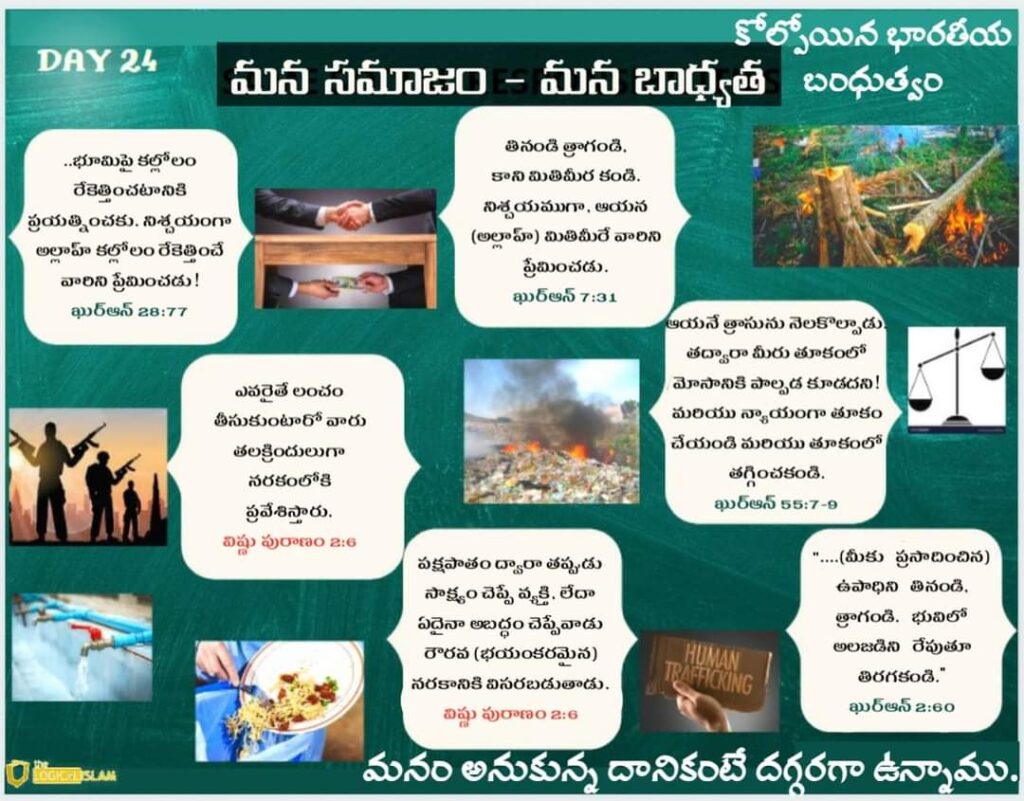 DAY 24
మన సమాజం - మన బాధ్యత
కోల్పోయిన భారతీయ
బంధుత్వం
..భూమిపై కల్లోలం
రేకెత్తించటానికి
ప్రయత్నించకు. నిశ్చయంగా
అల్లాహ్ కల్లోలం రేకెత్తించే
వారిని ప్రేమించడు!
ఖుర్ఆన్ 28:77
తినండి త్రాగండి.
కాని మితిమీర కండి.
నిశ్చయముగా, ఆయన
(అల్లాహ్) మితిమీరే వారిని
ప్రేమించడు.
ఖుర్ఆన్ 7:31
ఆయనే త్రాసును నెలకొల్పాడు.
తద్వారా మీరు తూకంలో
మోసానికి పాల్పడ కూడదని!
మరియు న్యాయంగా తూకం
చేయండి మరియు తూకంలో
తగ్గించకండి.
ఖుర్ఆన్ 55:7-9
ఎవరైతే లంచం
తీసుకుంటారో వారు
తలక్రిందులుగా
నరకంలోకి
ప్రవేశిస్తారు.
విష్ణు పురాణం 2:6
పక్షపాతం ద్వారా తప్పుడు
సాక్ష్యం చెప్పే వ్యక్తి. లేదా
ఏదైనా అబద్ధం చెప్పేవాడు
రౌరవ (భయంకరమైన)
నరకానికి విసరబడుతాడు.
విష్ణు పురాణం 2:6
HUMAN
TRAFFICKING
"....(మీకు ప్రసాదించిన)
ఉపాధిని తినండి,
త్రాగండి. భువిలో
అలజడిని రేపుతూ
తిరగకండి."
ఖుర్ఆన్ 2:60
the
LOGICAL ISLAM
మనం అనుకున్న దానికంటే దగ్గరగా ఉన్నాము.